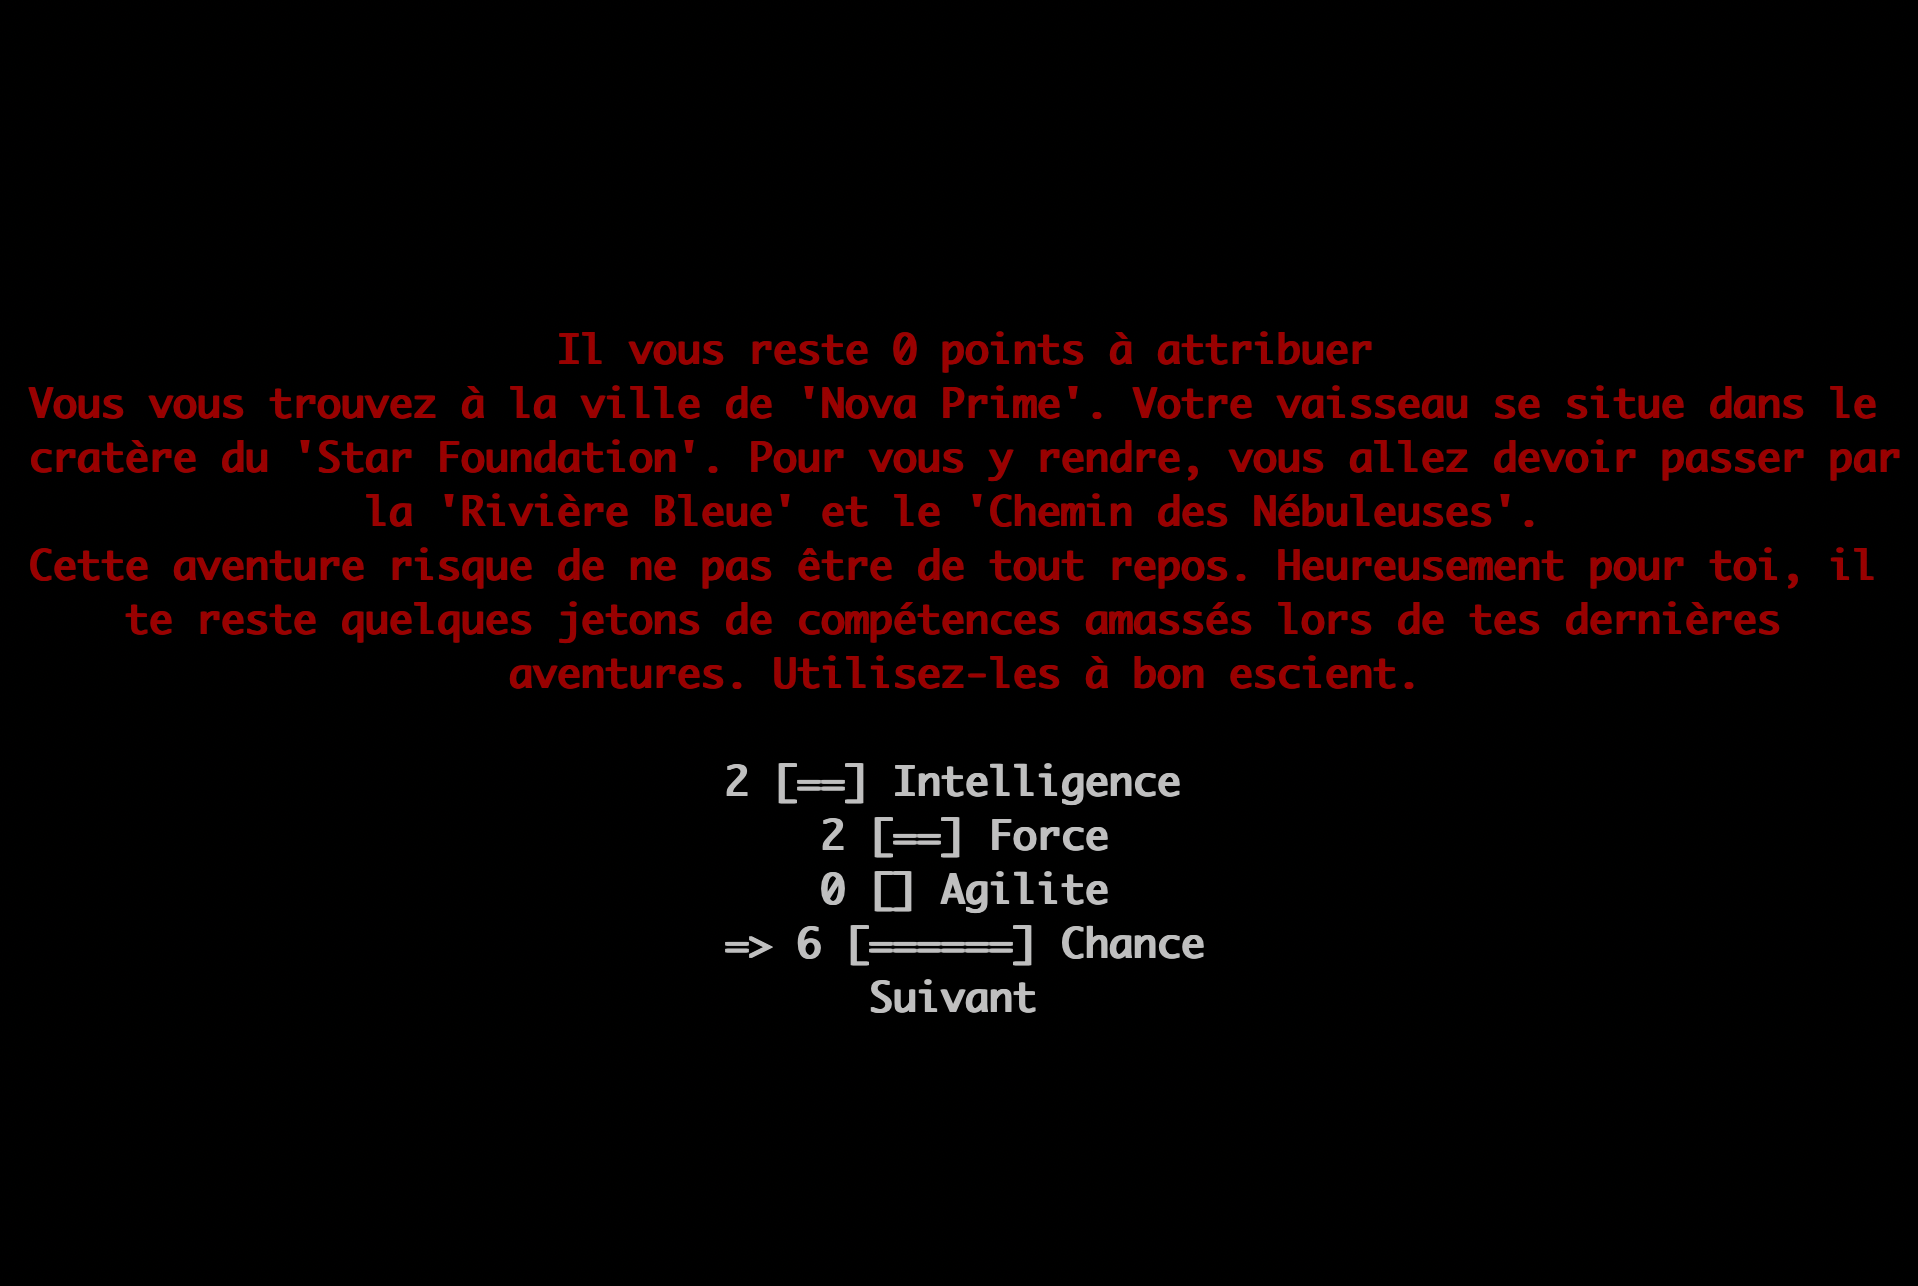 Il vous reste 0 points à attribuer
Vous vous trouvez à la ville de 'Nova Prime'. Votre vaisseau se situe dans le
cratère du 'Star Foundation'. Pour vous y rendre, vous allez devoir passer par
la 'Rivière Bleue' et le 'Chemin des Nébuleuses'.
Cette aventure risque de ne pas être de tout repos. Heureusement pour toi, il
te reste quelques jetons de compétences amassés lors de tes dernières
aventures. Utilisez-les à bon escient.
2 [==] Intelligence
2 [==] Force
0 [] Agilite
=> 6 [======] Chance
Suivant